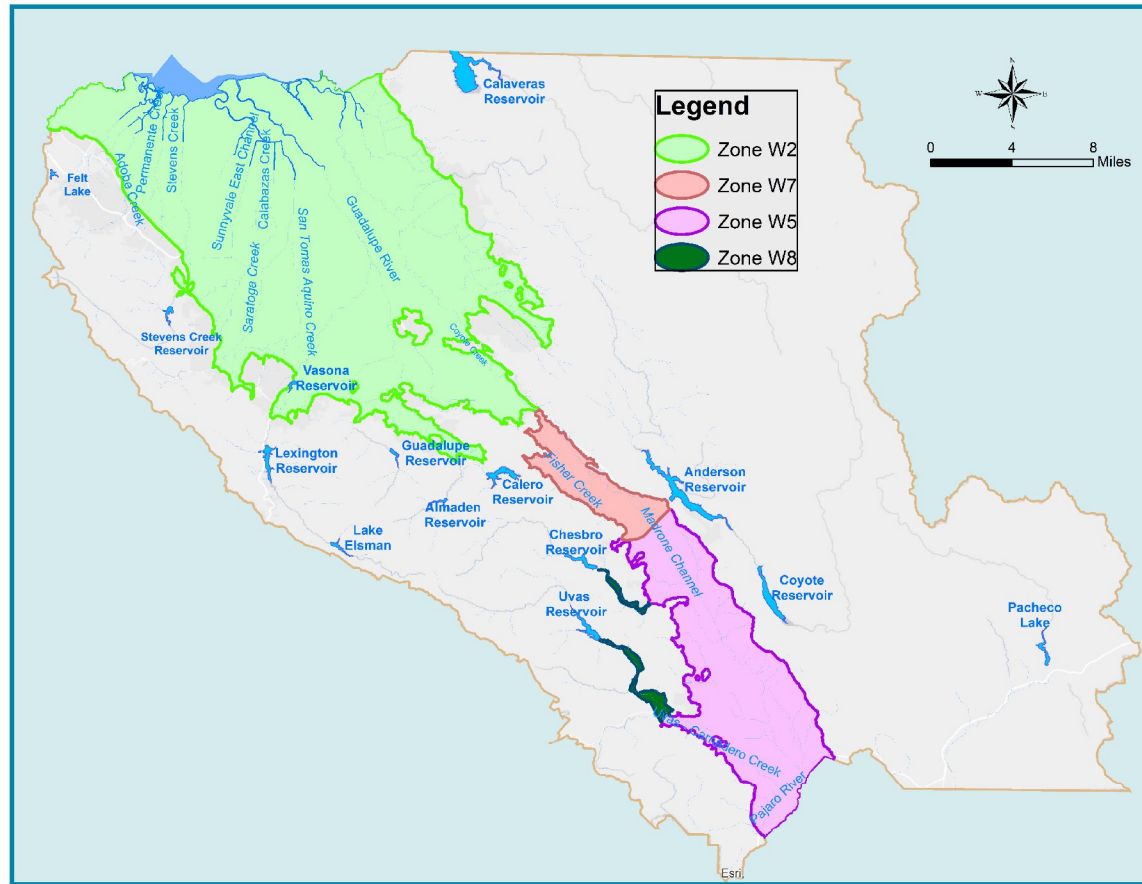 Calaveras
Reservoir
N
W
E
S
Legend
Zone W2
Zone W7
Zone W5
Zone W8
0
4
8
Miles
Felt
Lake
Adobe Creek
Permanente Creek
Stevens Creek
Sunnyvale East Channel
Calabazas Creek
Saratoga Creek
San Tomas Aquino Creek
Guadalupe River
Coyote Creek
Stevens Creek
Reservoir
Vasona
Reservoir
Lexington
Reservoir
Guadalupe
Reservoir
Almaden
Reservoir
Calero
Reservoir
Lake
Elsman
Fisher Creek
Anderson
Reservoir
Chesbro
Reservoir
Madrone Channel
Uvas
Reservoir
Coyote
Reservoir
Pacheco
Lake
Creek
Pajaro River
Esri,